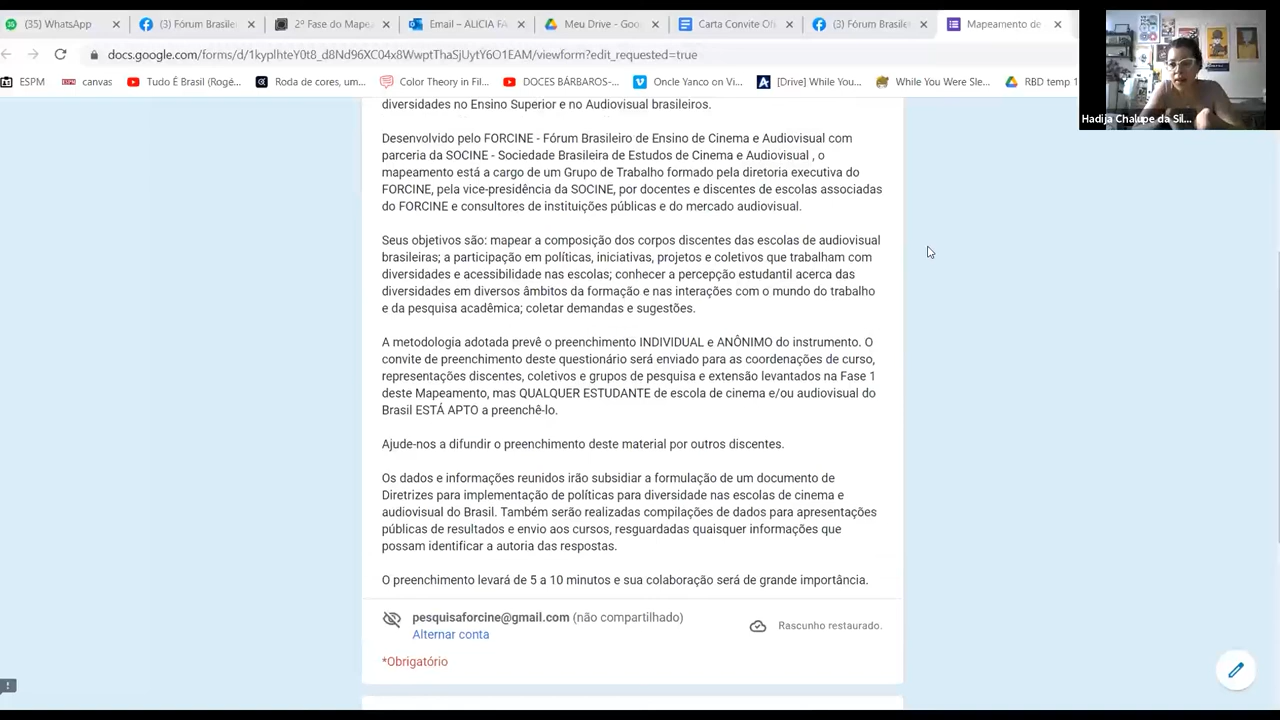 (35) WhatsApp
(3) Fórum Brasile
2ª Fase do Mape
Email – ALICIA FA
Meu Drive - Goo
Carta Convite Of
(3) Fórum Brasile
Mapeamento de
ESPM
canvas
Tudo É Brasil (Rogé...
Roda de cores, um...
Color Theory in Fil...
DOCES BÁRBAROS-...
Oncle Yanco on Vi...
[Drive] While You...
While You Were Sle...
RBD temp 1
Hadija Chalupe da Sil...
diversidades no Ensino Superior e no Audiovisual brasileiros.
Desenvolvido pelo FORCINE - Fórum Brasileiro de Ensino de Cinema e Audiovisual com
parceria da SOCINE - Sociedade Brasileira de Estudos de Cinema e Audiovisual , o
mapeamento está a cargo de um Grupo de Trabalho formado pela diretoria executiva do
FORCINE, pela vice-presidência da SOCINE, por docentes e discentes de escolas associadas
do FORCINE e consultores de instituições públicas e do mercado audiovisual.
Seus objetivos são: mapear a composição dos corpos discentes das escolas de audiovisual
brasileiras; a participação em políticas, iniciativas, projetos e coletivos que trabalham com
diversidades e acessibilidade nas escolas; conhecer a percepção estudantil acerca das
diversidades em diversos âmbitos da formação e nas interações com o mundo do trabalho
e da pesquisa acadêmica; coletar demandas e sugestões.
A metodologia adotada prevê o preenchimento INDIVIDUAL e ANÔNIMO do instrumento. O
convite de preenchimento deste questionário será enviado para as coordenações de curso,
representações discentes, coletivos e grupos de pesquisa e extensão levantados na Fase 1
deste Mapeamento, mas QUALQUER ESTUDANTE de escola de cinema e/ou audiovisual do
Brasil ESTÁ APTO a preenchê-lo.
Ajude-nos a difundir o preenchimento deste material por outros discentes.
Os dados e informações reunidos irão subsidiar a formulação de um documento de
Diretrizes para implementação de políticas para diversidade nas escolas de cinema e
audiovisual do Brasil. Também serão realizadas compilações de dados para apresentações
públicas de resultados e envio aos cursos, resguardadas quaisquer informações que
possam identificar a autoria das respostas.
O preenchimento levará de 5 a 10 minutos e sua colaboração será de grande importância.
pesquisaforcine@gmail.com (não compartilhado)
Rascunho restaurado.
Alternar conta
*Obrigatório